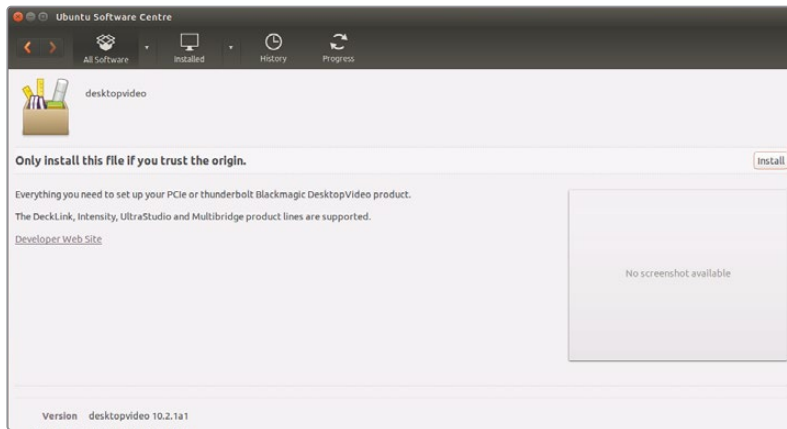 Ubuntu Software Centre
All Software
Installed
History
Progress
desktopvideo
Only install this file if you trust the origin.
Install
Everything you need to set up your PCIe or thunderbolt Blackmagic DesktopVideo product.
The DeckLink, Intensity, UltraStudio and Multibridge product lines are supported.
Developer Web Site
No screenshot available
Version desktopvideo 10.2.1a1